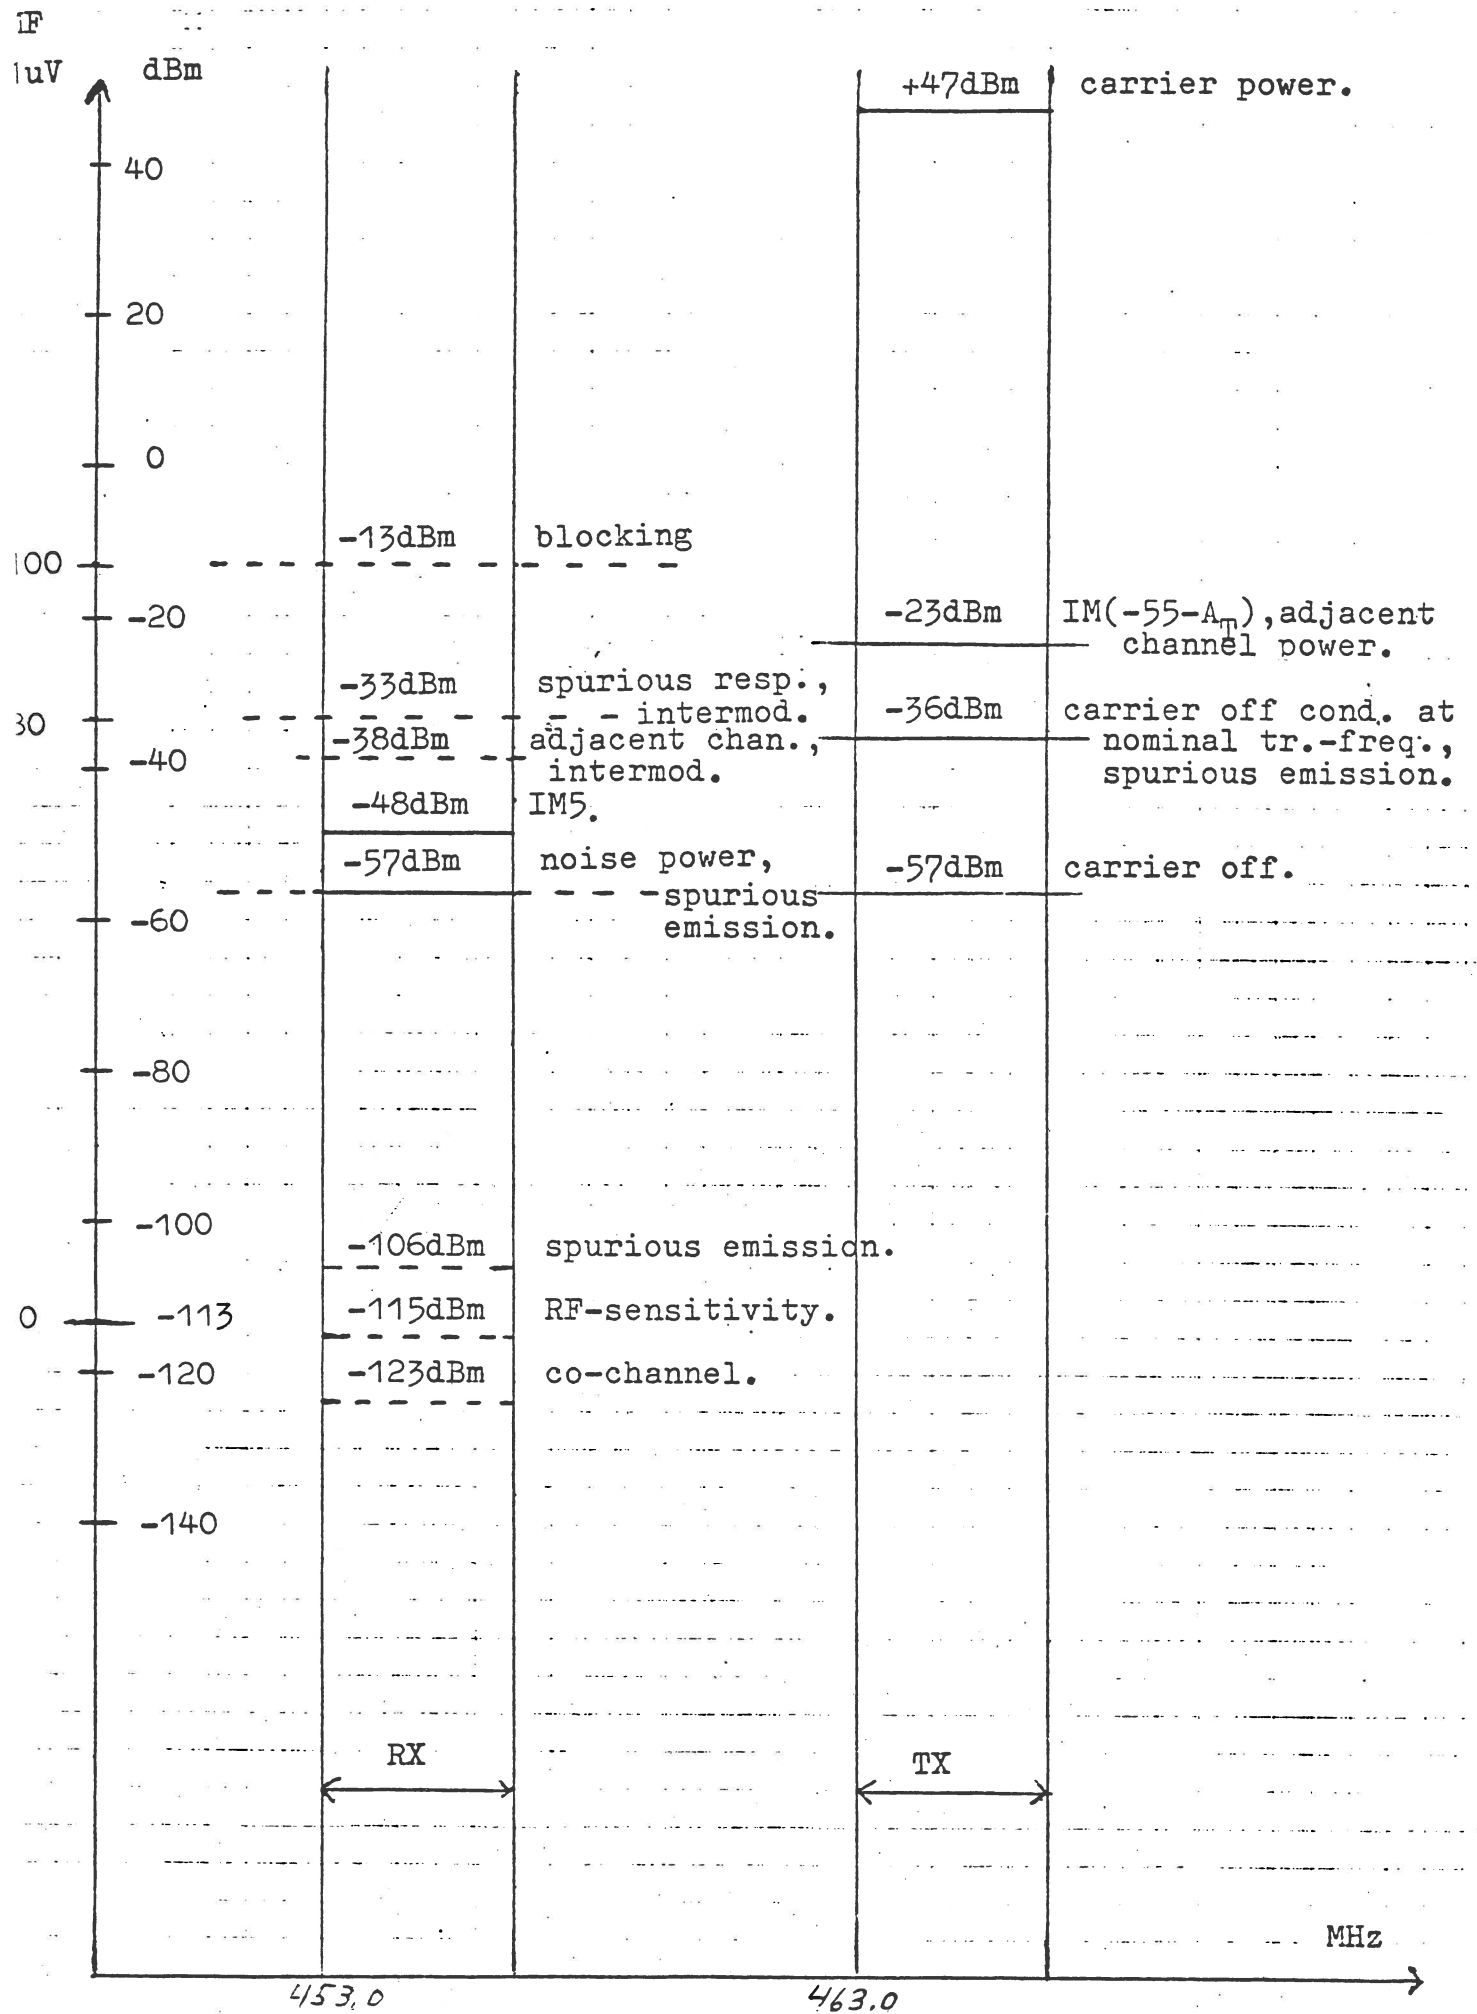 1F
1uV dBm
+47dBm carrier power.
40
20
0
-13dBm blocking
100
-20
-23dBm IM(-55-A_T), adjacent
channel power.
-33dBm spurious resp.,
intermod.
-36dBm carrier off cond. at
nominal tr.-freq.,
spurious emission.
-38dBm adjacent chan.,
intermod.
-40
-48dBm IM5.
-57dBm noise power,
spurious
emission.
-57dBm carrier off.
-60
-80
-100
-106dBm spurious emission.
0 -113
-115dBm RF-sensitivity.
-120
-123dBm co-channel.
-140
RX
TX
MHz
453.0
463.0